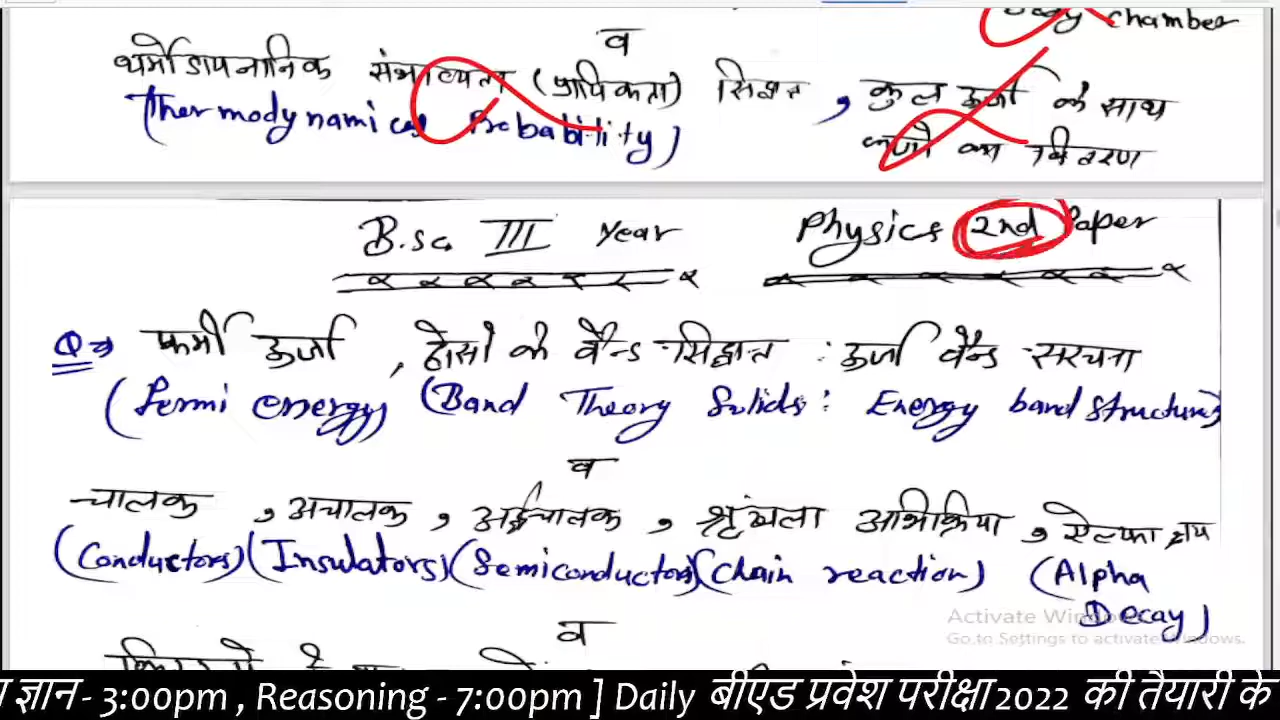 Decay Chamber
व
थर्मोडायनामिक संभाव्यता (प्रायिकता) सिद्धान्त , कुल ऊर्जा के साथ
(Thermodynamical Probability) कणों का वितरण
B.sc. III year Physics 2nd Paper
Q→ फर्मी ऊर्जा , ठोसों के बैन्ड सिद्धान्त : ऊर्जा बैन्ड संरचना
(Fermi energy) (Band Theory Solids: Energy band structure)
व
चालक , अचालक , अर्द्धचालक , श्रृंखला अभिक्रिया , ऐल्फा क्षय
(Conductors) (Insulators) (Semiconductors) (Chain reaction) (Alpha
Decay)
व
Activate Windows
Go to Settings to activate Windows.
ज्ञान - 3:00pm , Reasoning - 7:00pm ] Daily बीएड प्रवेश परीक्षा 2022 की तैयारी के